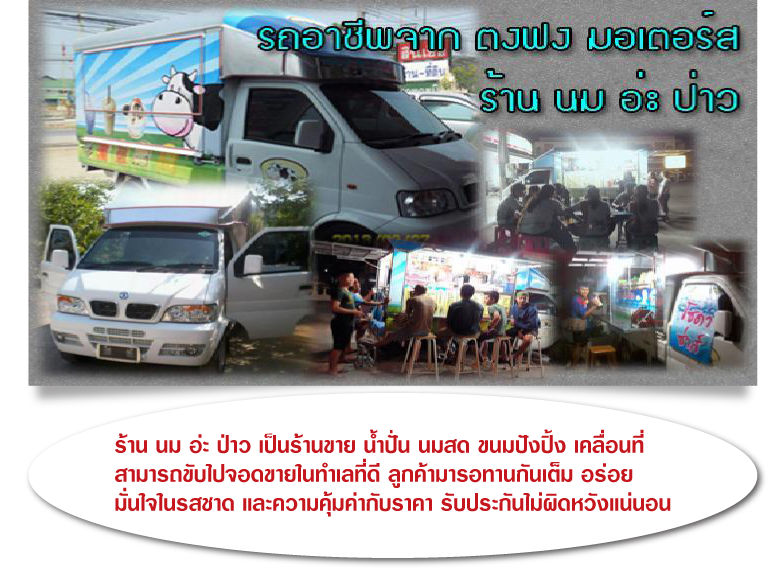 รถอาชีพจาก ตงฟง มอเตอร์ส
ร้าน นม อ่ะ ป่าว
ร้าน นม อ่ะ ป่าว เป็นร้านขาย น้ำปั่น นมสด ขนมปังปิ้ง เคลื่อนที่
สามารถขับไปจอดขายในทำเลที่ดี ลูกค้ามารอทานกันเต็ม อร่อย
มั่นใจในรสชาด และความคุ้มค่ากับราคา รับประกันไม่ผิดหวังแน่นอน